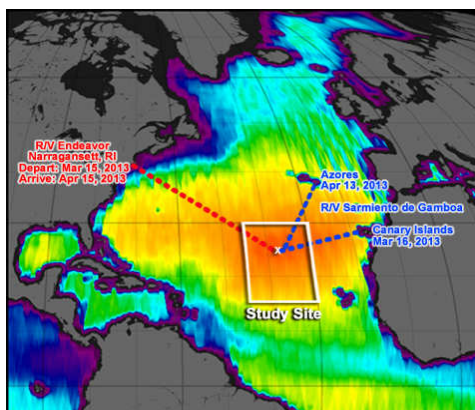 R/V Endeavor
Narragansett, RI
Depart: Mar 15, 2013
Arrive: Apr 15, 2013
Azores
Apr 13, 2013
R/V Sarmiento de Gamboa
Canary Islands
Mar 16, 2013
X
Study Site